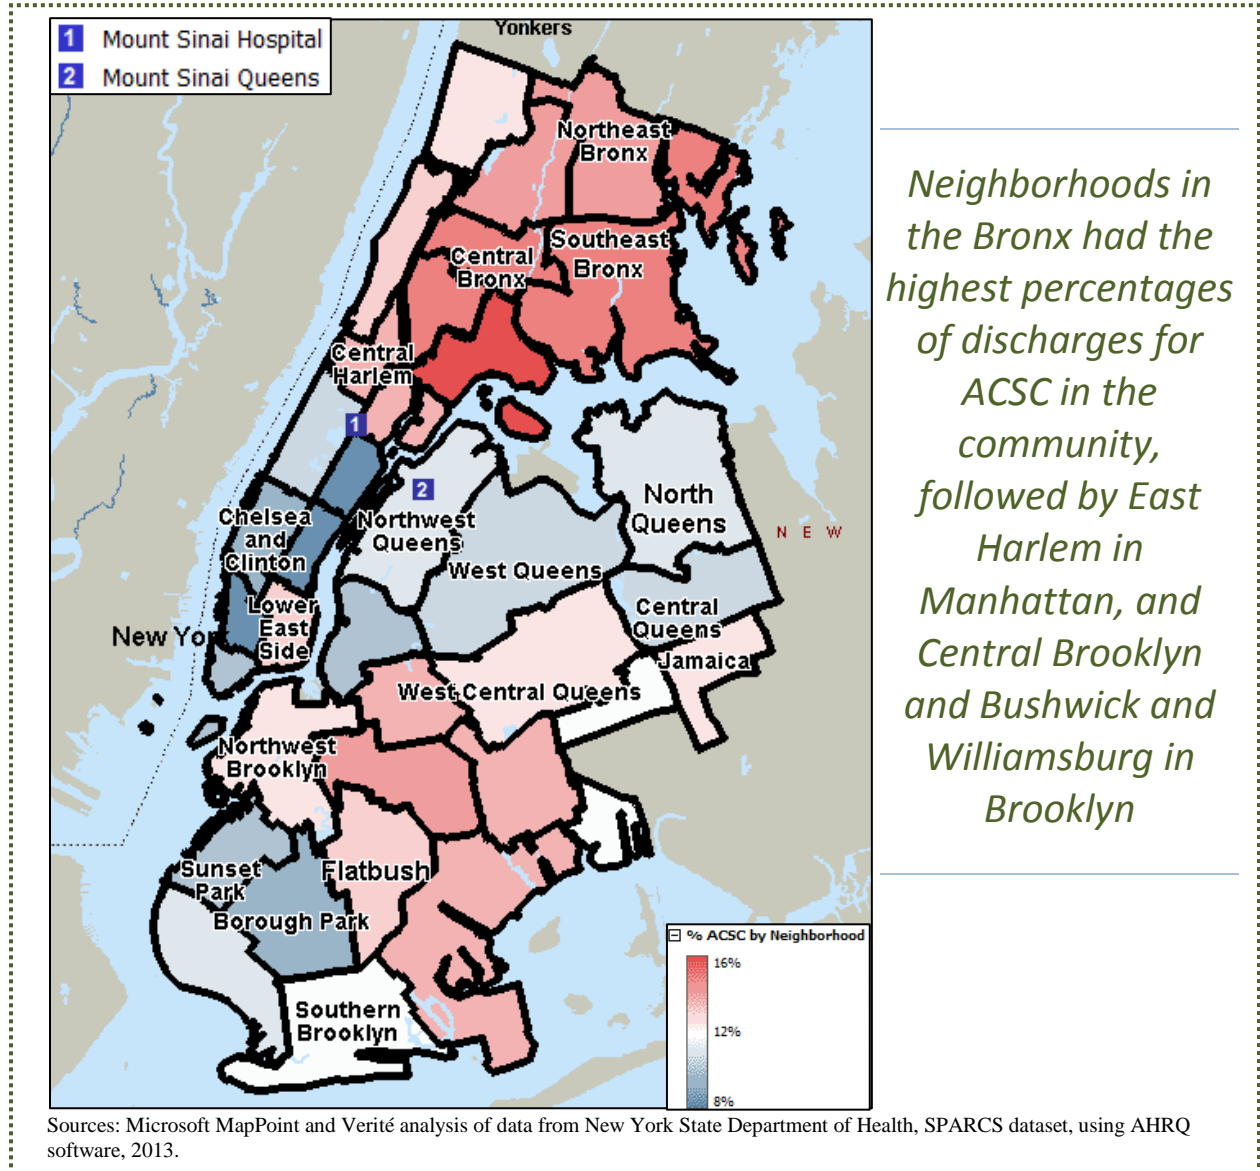 1 Mount Sinai Hospital
2 Mount Sinai Queens
Yonkers
Northeast
Bronx
Southeast
Bronx
Central
Bronx
Central
Harlem
1
2
Chelsea
and
Clinton
Northwest
Queens
North
Queens
N E W
West Queens
Lower
East
Side
New Yor
Central
Queens
Jamaica
West Central Queens
Northwest
Brooklyn
Sunset
Park
Flatbush
Borough Park
Southern
Brooklyn
% ACSC by Neighborhood
16%
12%
8%
Neighborhoods in
the Bronx had the
highest percentages
of discharges for
ACSC in the
community,
followed by East
Harlem in
Manhattan, and
Central Brooklyn
and Bushwick and
Williamsburg in
Brooklyn
Sources: Microsoft MapPoint and Verité analysis of data from New York State Department of Health, SPARCS dataset, using AHRQ
software, 2013.